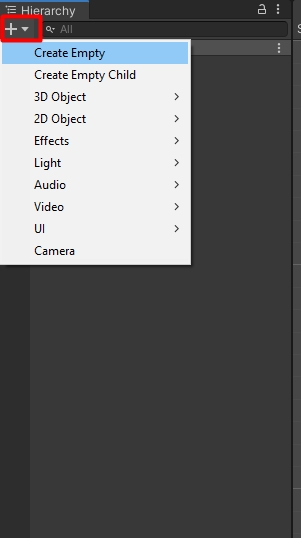 Hierarchy
All
Create Empty
Create Empty Child
3D Object
2D Object
Effects
Light
Audio
Video
UI
Camera